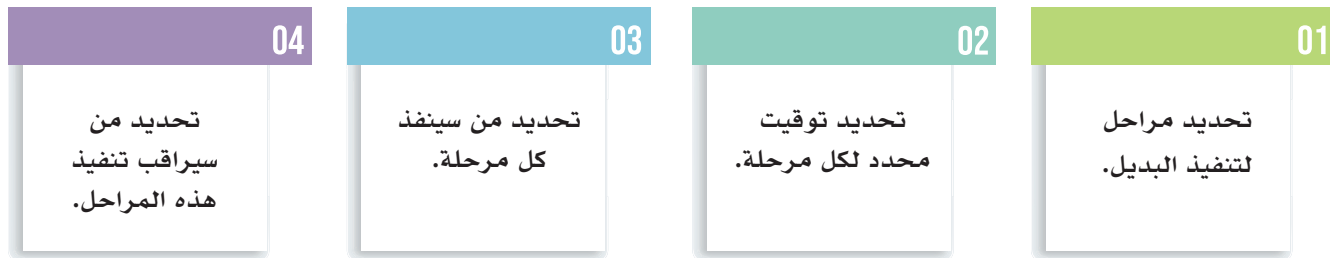 01
تحديد مراحل
لتنفيذ البديل.
02
تحديد توقيت
محدد لكل مرحلة.
03
تحديد من سينفذ
كل مرحلة.
04
تحديد من
سيراقب تنفيذ
هذه المراحل.